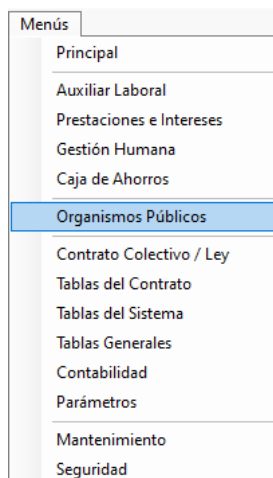 Menús
Principal
Auxiliar Laboral
Prestaciones e Intereses
Gestión Humana
Caja de Ahorros
Organismos Públicos
Contrato Colectivo / Ley
Tablas del Contrato
Tablas del Sistema
Tablas Generales
Contabilidad
Parámetros
Mantenimiento
Seguridad